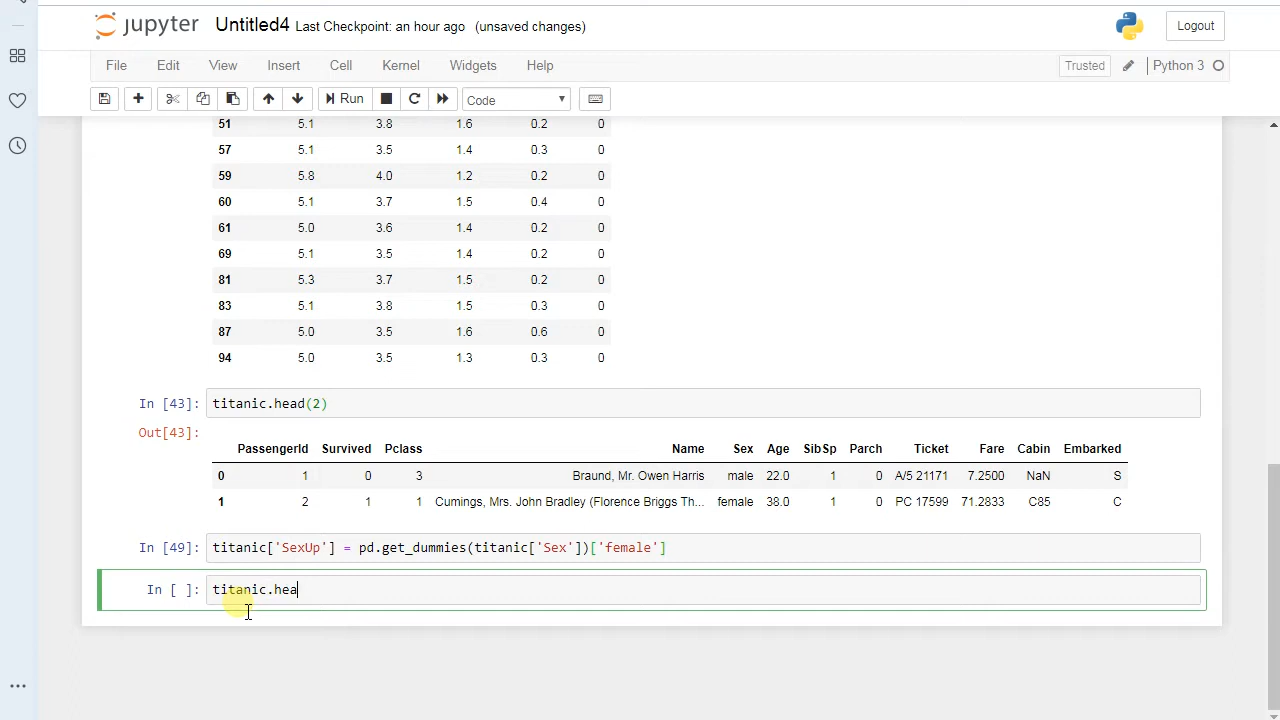 jupyter Untitled4 Last Checkpoint: an hour ago (unsaved changes) Logout
File Edit View Insert Cell Kernel Widgets Help Trusted Python 3
Run Code
51 5.1 3.8 1.6 0.2 0
57 5.1 3.5 1.4 0.3 0
59 5.8 4.0 1.2 0.2 0
60 5.1 3.7 1.5 0.4 0
61 5.0 3.6 1.4 0.2 0
69 5.1 3.5 1.4 0.2 0
81 5.3 3.7 1.5 0.2 0
83 5.1 3.8 1.5 0.3 0
87 5.0 3.5 1.6 0.6 0
94 5.0 3.5 1.3 0.3 0
In [43]: titanic.head(2)
Out[43]:
PassengerId Survived Pclass Name Sex Age SibSp Parch Ticket Fare Cabin Embarked
0 1 0 3 Braund, Mr. Owen Harris male 22.0 1 0 A/5 21171 7.2500 NaN S
1 2 1 1 Cumings, Mrs. John Bradley (Florence Briggs Th... female 38.0 1 0 PC 17599 71.2833 C85 C
In [49]: titanic['SexUp'] = pd.get_dummies(titanic['Sex'])['female']
In [ ]: titanic.hea